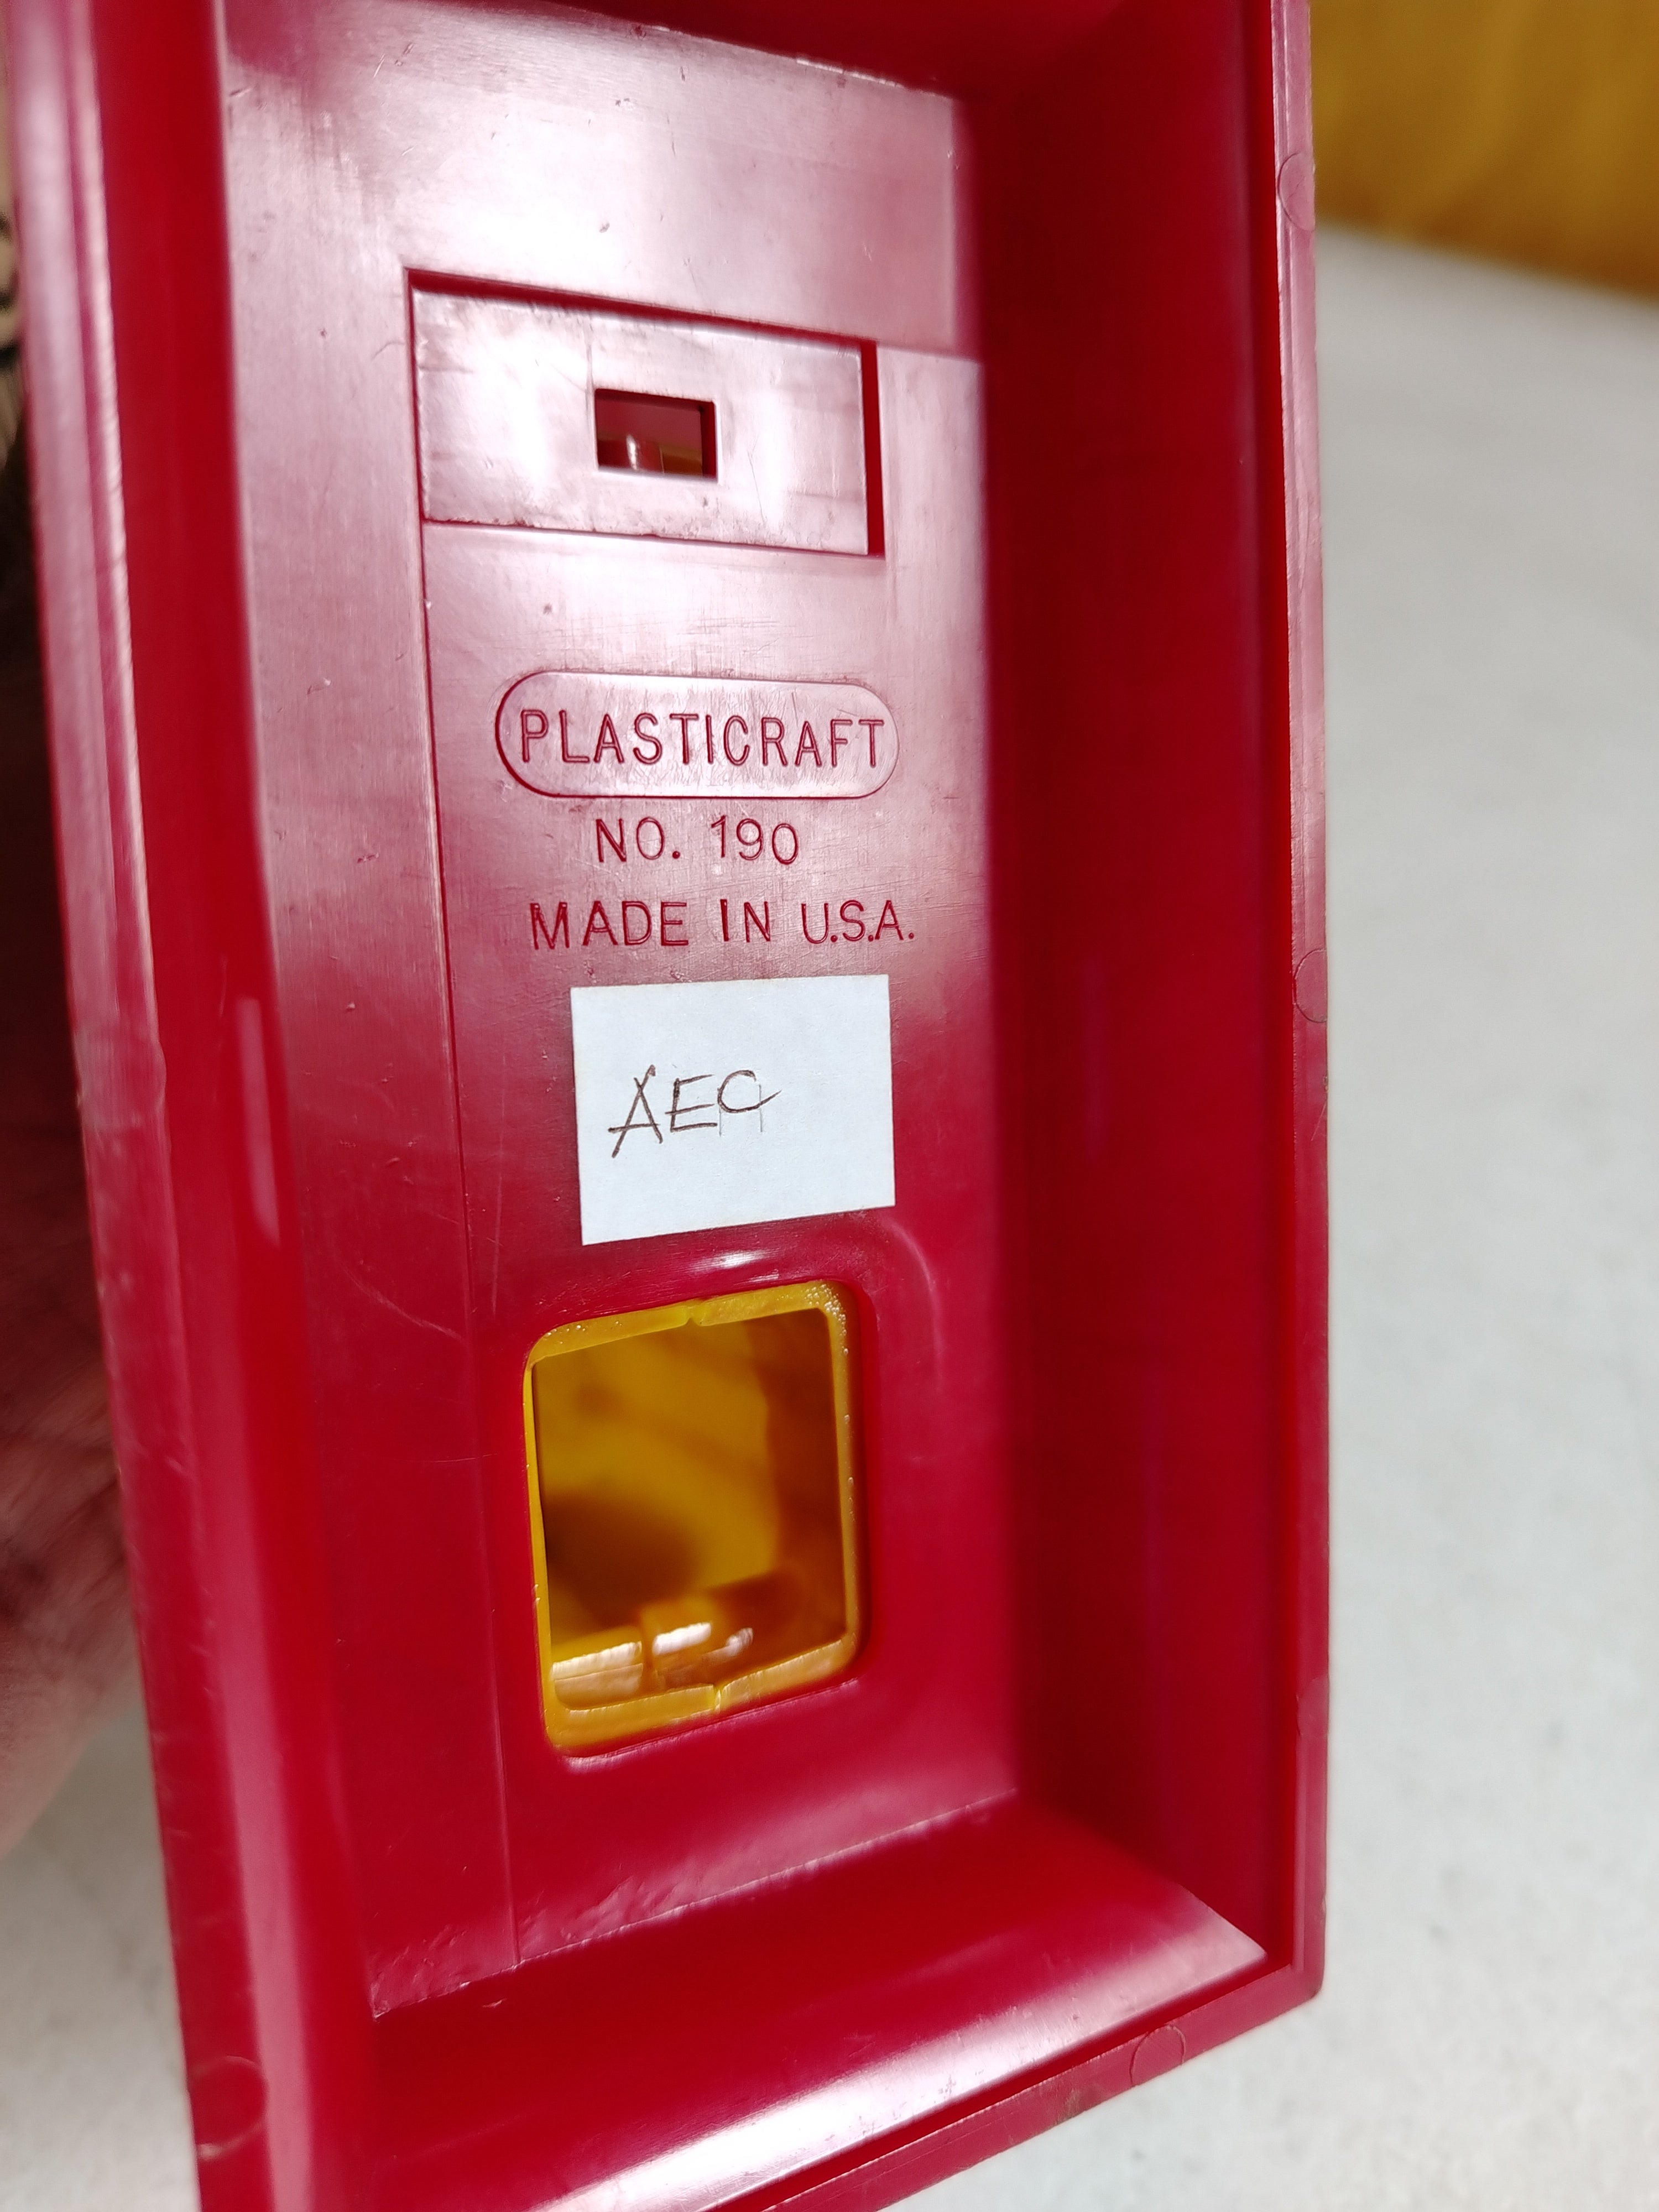 PLASTICRAFT
NO. 190
MADE IN U.S.A.
AEC